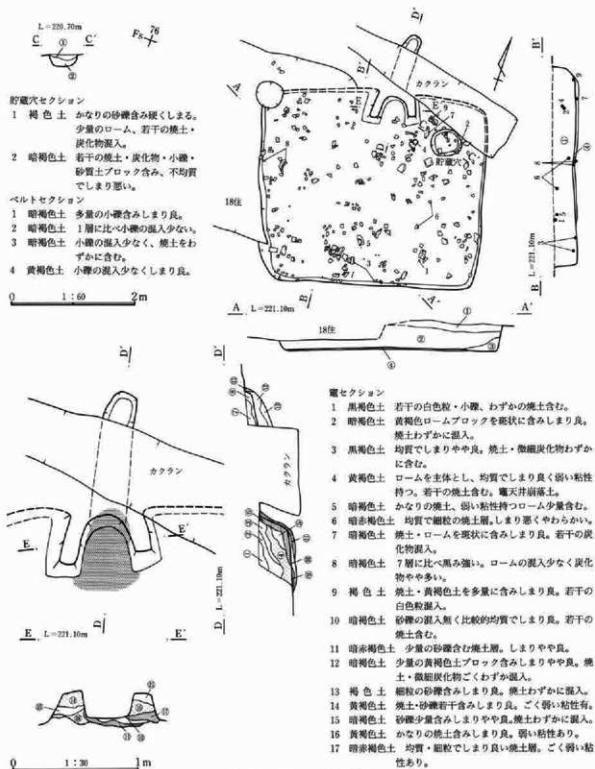 L=220.70m
C C′
①
②
Fs 76
貯蔵穴セクション
1 褐色土 かなりの砂礫含み硬くしまる。
少量のローム、若干の焼土・
炭化物混入。
2 暗褐色土 若干の焼土・炭化物・小礫・
砂質土ブロック含み、不均質
でしまり悪い。
ベルトセクション
1 暗褐色土 多量の小礫含みしまり良。
2 暗褐色土 1層に比べ小礫の混入少ない。
3 暗褐色土 小礫の混入少なく、焼土をわ
ずかに含む。
4 黄褐色土 小礫の混入少なくしまり良。
0 1:60 2m
D′
カクラン
B′
A
E
E′
C
D
貯蔵穴
18住
B
A′
B′
①
④
L=221.10m
B
A L=221.10m A′
18住
①
②
③
④
D′
カクラン
E
E′
D
D′
カクラン
L=221.10m
D
E L=221.10m E′
0 1:30 1m
竈セクション
1 黒褐色土 若干の白色粒・小礫、わずかの焼土含む。
2 暗褐色土 黄褐色ロームブロックを斑状に含みしまり良。
焼土わずかに混入。
3 黒褐色土 均質でしまりやや良。焼土・微細炭化物わずか
に含む。
4 黄褐色土 ロームを主体とし、均質でしまり良く弱い粘性
持つ。若干の焼土含む。竈天井崩落土。
5 暗褐色土 かなりの焼土、弱い粘性持つローム少量含む。
6 暗赤褐色土 均質で細粒の焼土層。しまり悪くやわらかい。
7 暗褐色土 焼土・ロームを斑状に含みしまり良。若干の炭
化物混入。
8 暗褐色土 7層に比べ黒み強い。ロームの混入少なく炭化
物やや多い。
9 褐色土 焼土・黄褐色土を多量に含みしまり良。若干の
白色粒混入。
10 暗褐色土 砂礫の混入無く比較的均質でしまり良。若干の
焼土含む。
11 暗赤褐色土 少量の砂礫含む焼土層。しまりやや良。
12 暗褐色土 少量の黄褐色土ブロック含みしまりやや良。焼
土・微細炭化物ごくわずか混入。
13 褐色土 細粒の砂礫含みしまり良。焼土わずかに混入。
14 黄褐色土 焼土・砂礫若干含みしまり良。ごく弱い粘性有。
15 暗褐色土 砂礫少量含みしまりやや良。焼土わずかに混入。
16 黄褐色土 かなりの焼土含みしまり良。弱い粘性あり。
17 暗赤褐色土 均質・細粒でしまり良い焼土層。ごく弱い粘
性あり。